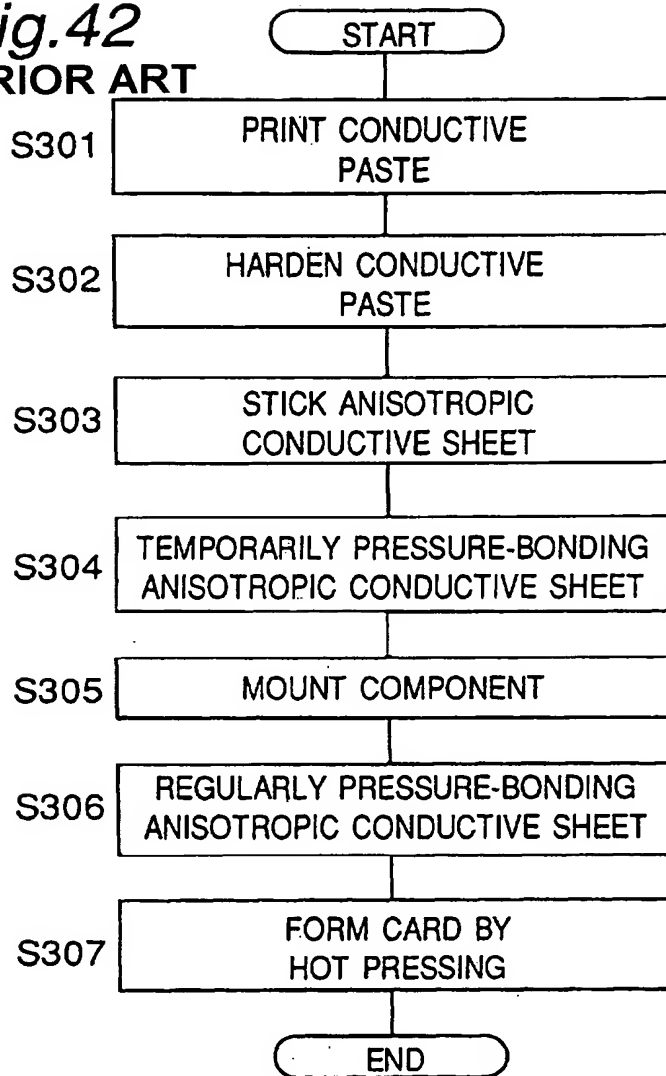 ig.42
RIOR ART
START
S301
PRINT CONDUCTIVE
PASTE
S302
HARDEN CONDUCTIVE
PASTE
S303
STICK ANISOTROPIC
CONDUCTIVE SHEET
S304
TEMPORARILY PRESSURE-BONDING
ANISOTROPIC CONDUCTIVE SHEET
S305
MOUNT COMPONENT
S306
REGULARLY PRESSURE-BONDING
ANISOTROPIC CONDUCTIVE SHEET
S307
FORM CARD BY
HOT PRESSING
END